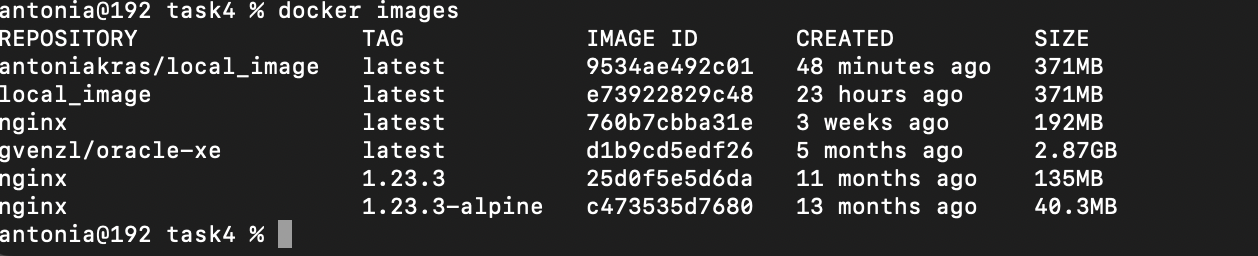 antonia@192 task4 % docker images
REPOSITORY TAG IMAGE ID CREATED SIZE
antoniakras/local_image latest 9534ae492c01 48 minutes ago 371MB
local_image latest e73922829c48 23 hours ago 371MB
nginx latest 760b7cbba31e 3 weeks ago 192MB
gvenzl/oracle-xe latest d1b9cd5edf26 5 months ago 2.87GB
nginx 1.23.3 25d0f5e5d6da 11 months ago 135MB
nginx 1.23.3-alpine c473535d7680 13 months ago 40.3MB
antonia@192 task4 %